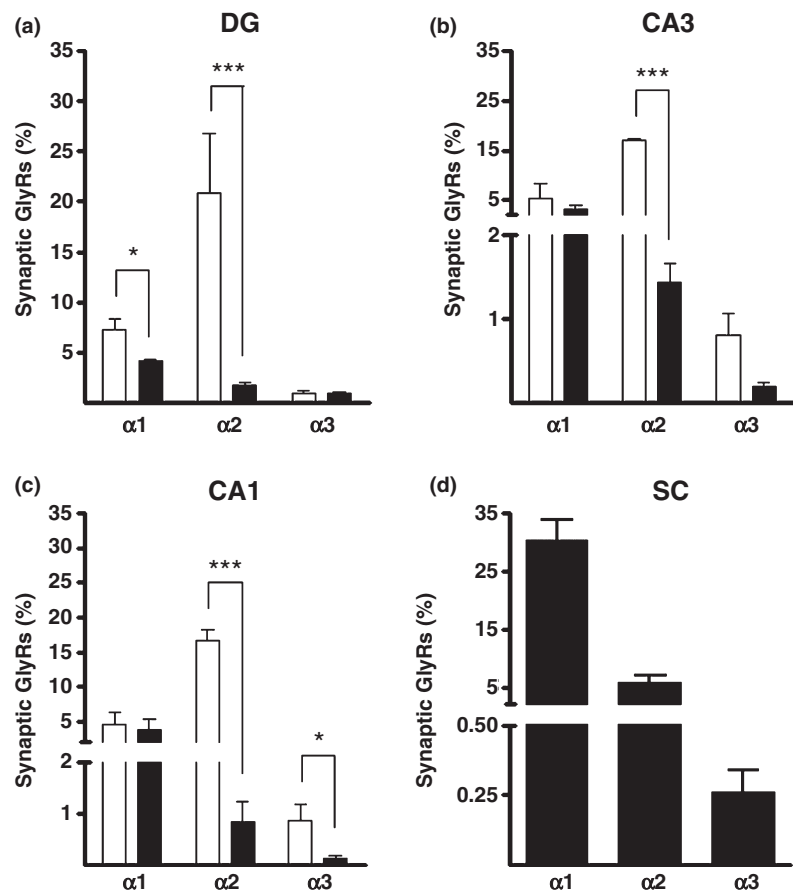 (a)
DG
Synaptic GlyRs (%)
35
30
25
20
15
10
5
*
***
α1
α2
α3
(b)
CA3
Synaptic GlyRs (%)
35
25
15
5
2
1
***
α1
α2
α3
(c)
CA1
Synaptic GlyRs (%)
35
30
25
20
15
10
5
2
1
***
*
α1
α2
α3
(d)
SC
Synaptic GlyRs (%)
35
25
15
5
0.50
0.25
α1
α2
α3